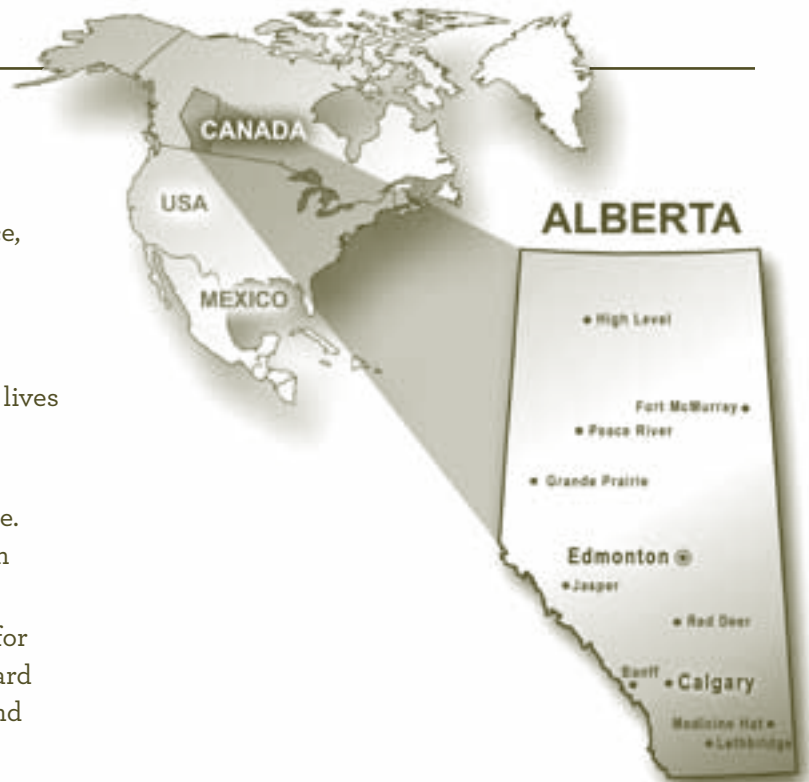 CANADA
USA
ALBERTA
e,
MEXICO
High Level
lives
Fort McMurray
Peace River
Grande Prairie
e.
Edmonton
n
Jasper
for
Red Deer
ard
Banff
Calgary
nd
Medicine Hat
Lethbridge